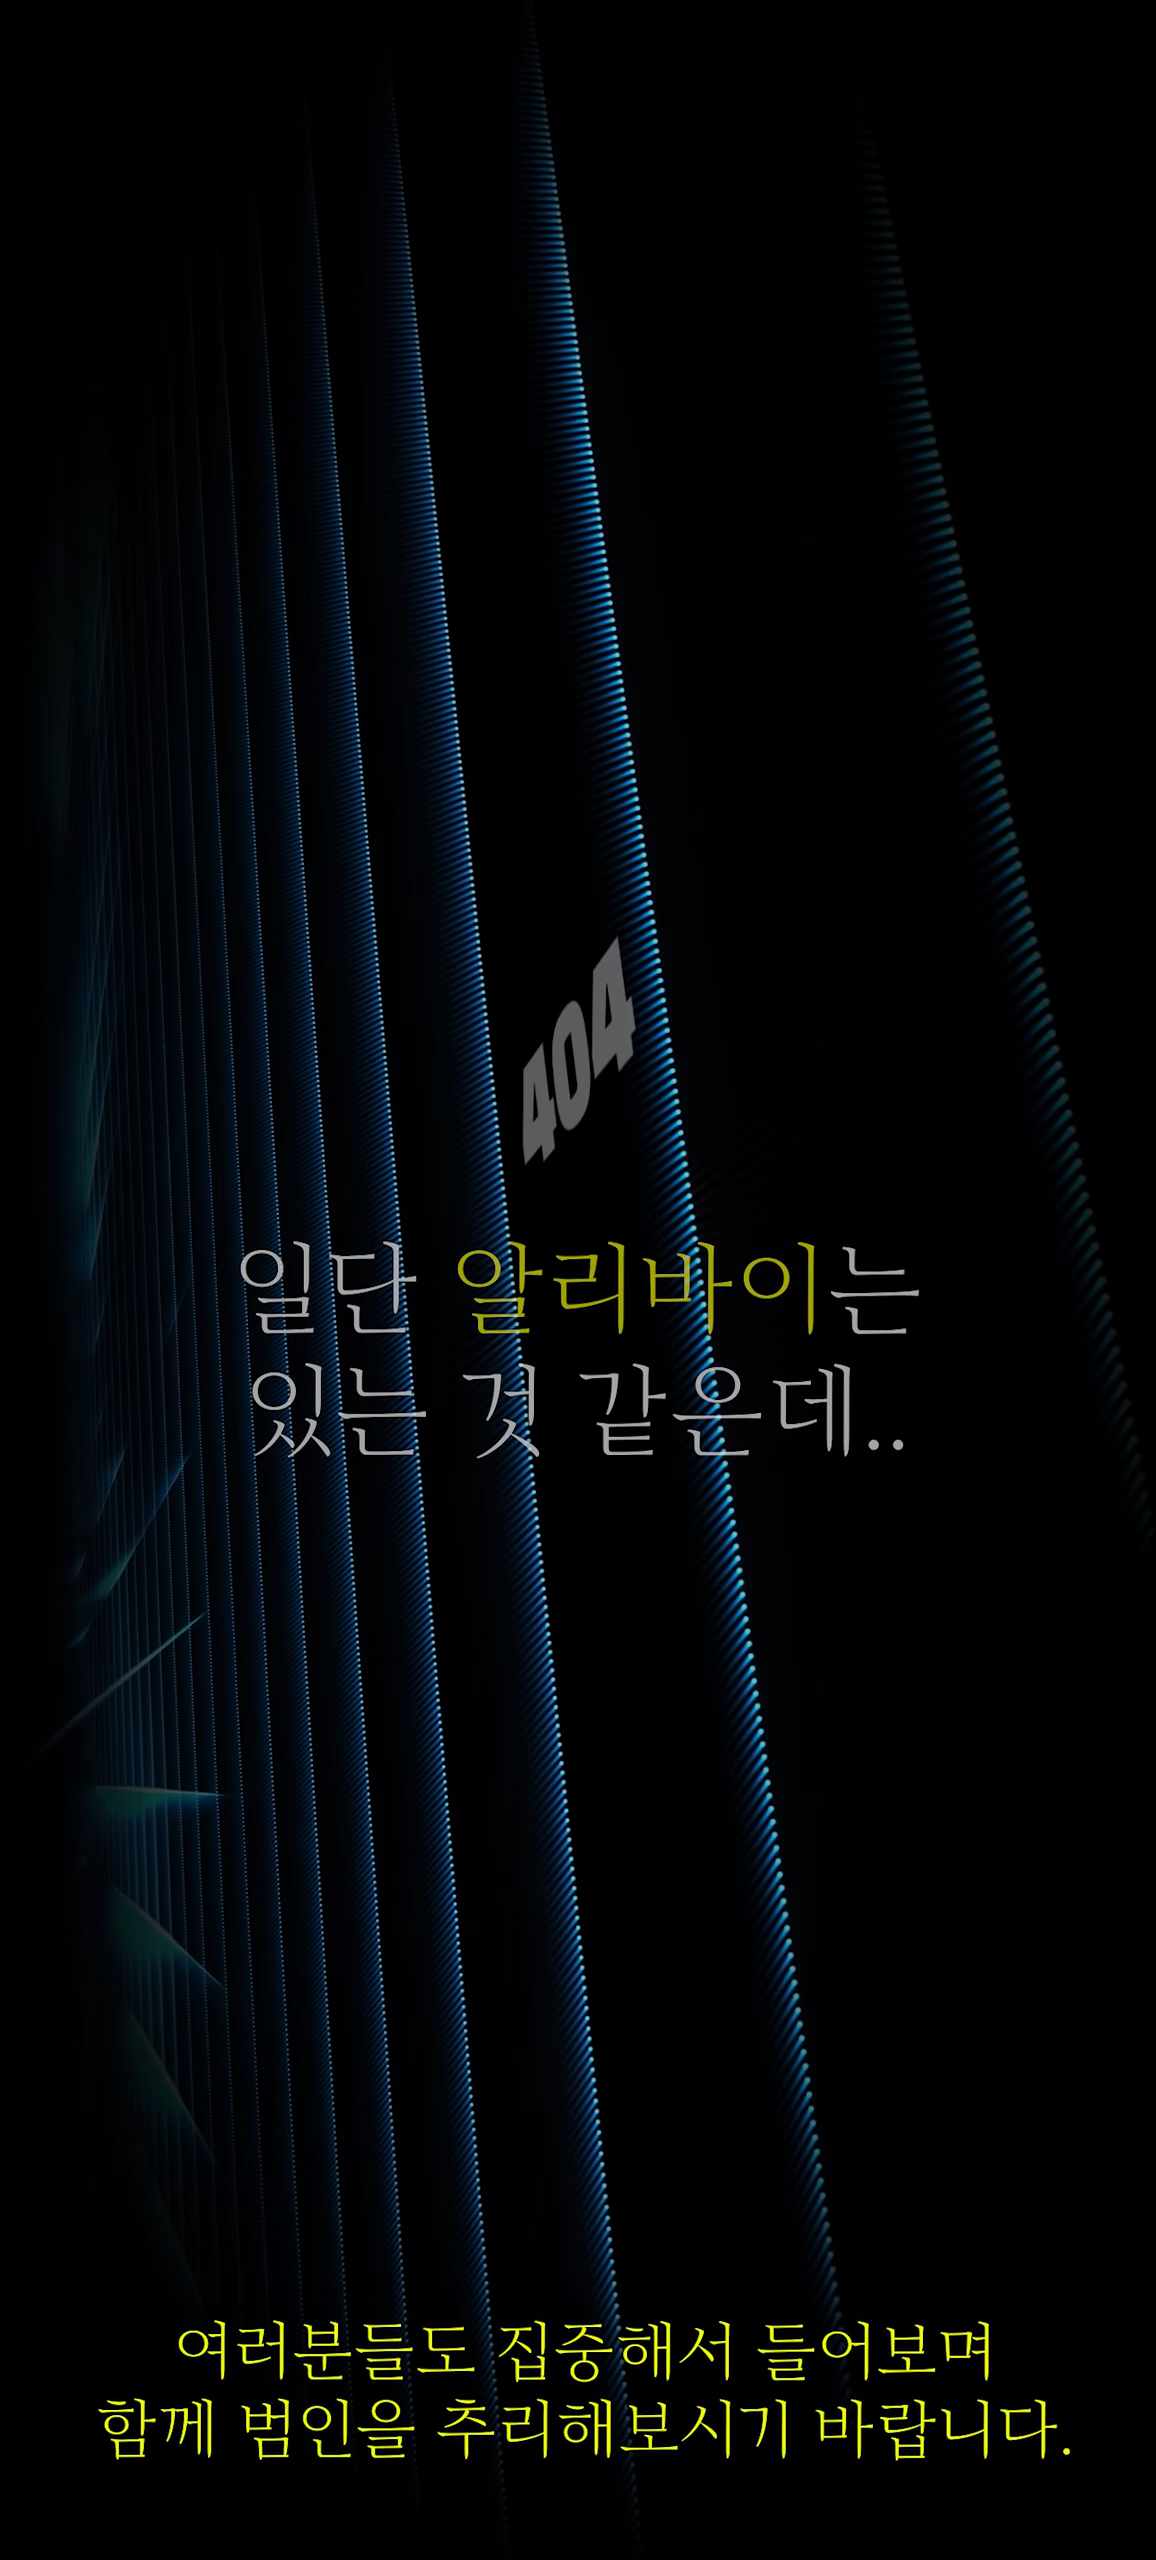 404
일단 알리바이는
있는 것 같은데..
여러분들도 집중해서 들어보며
함께 범인을 추리해보시기 바랍니다.